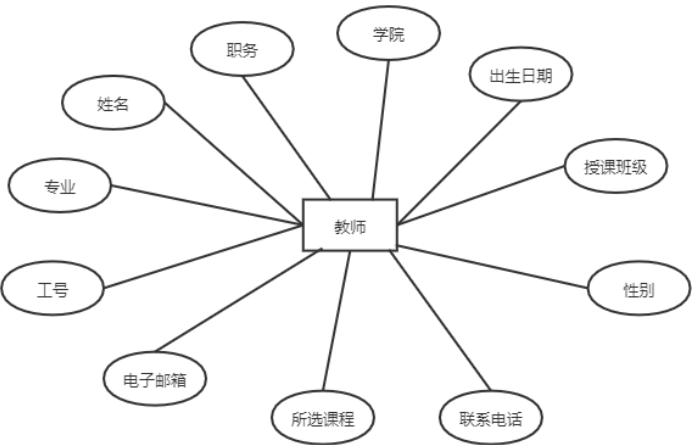 学院
职务
出生日期
姓名
授课班级
专业
教师
工号
性别
电子邮箱
所选课程
联系电话